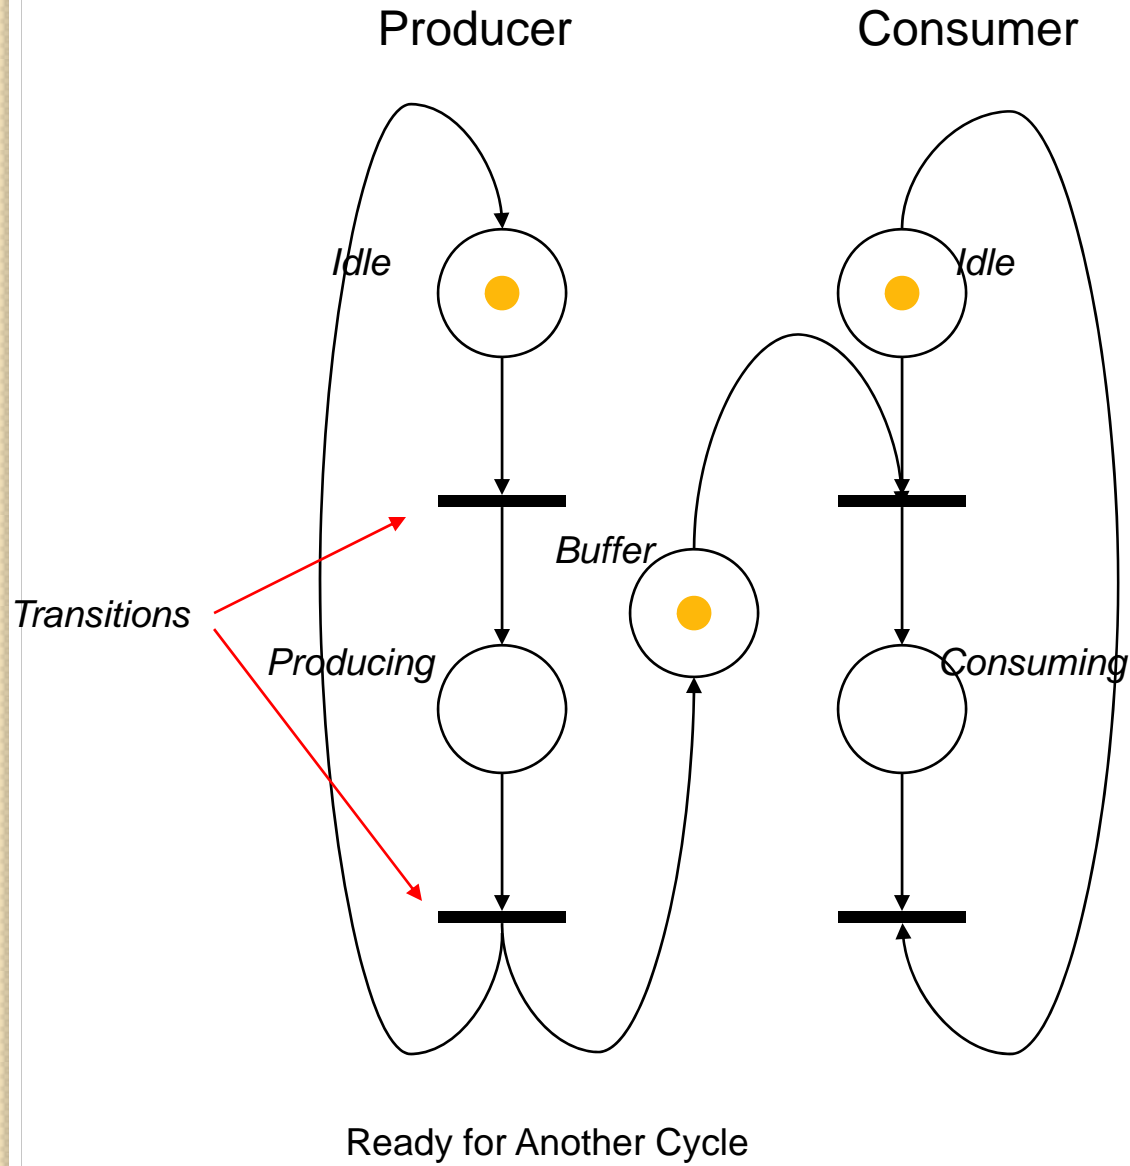 Producer
Consumer
Idle
Idle
Buffer
Transitions
Producing
Consuming
Ready for Another Cycle